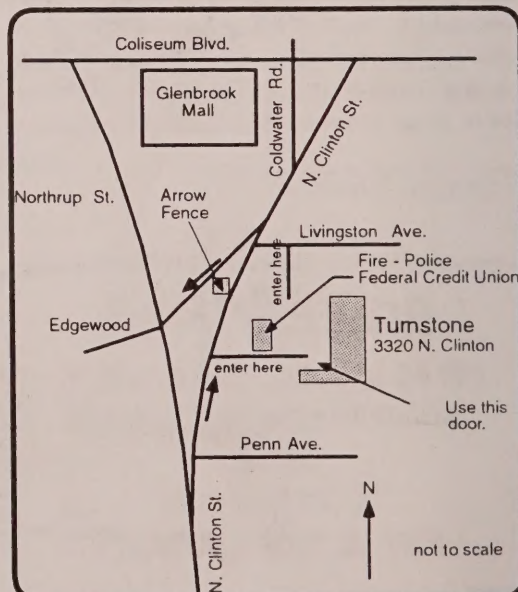 Coliseum Blvd.
Glenbrook
Mall
Coldwater Rd.
N. Clinton St.
Northrup St.
Arrow
Fence
Livingston Ave.
enter here
Fire - Police
Federal Credit Union
Edgewood
Turnstone
3320 N. Clinton
enter here
Use this
door.
Penn Ave.
N. Clinton St.
N
not to scale